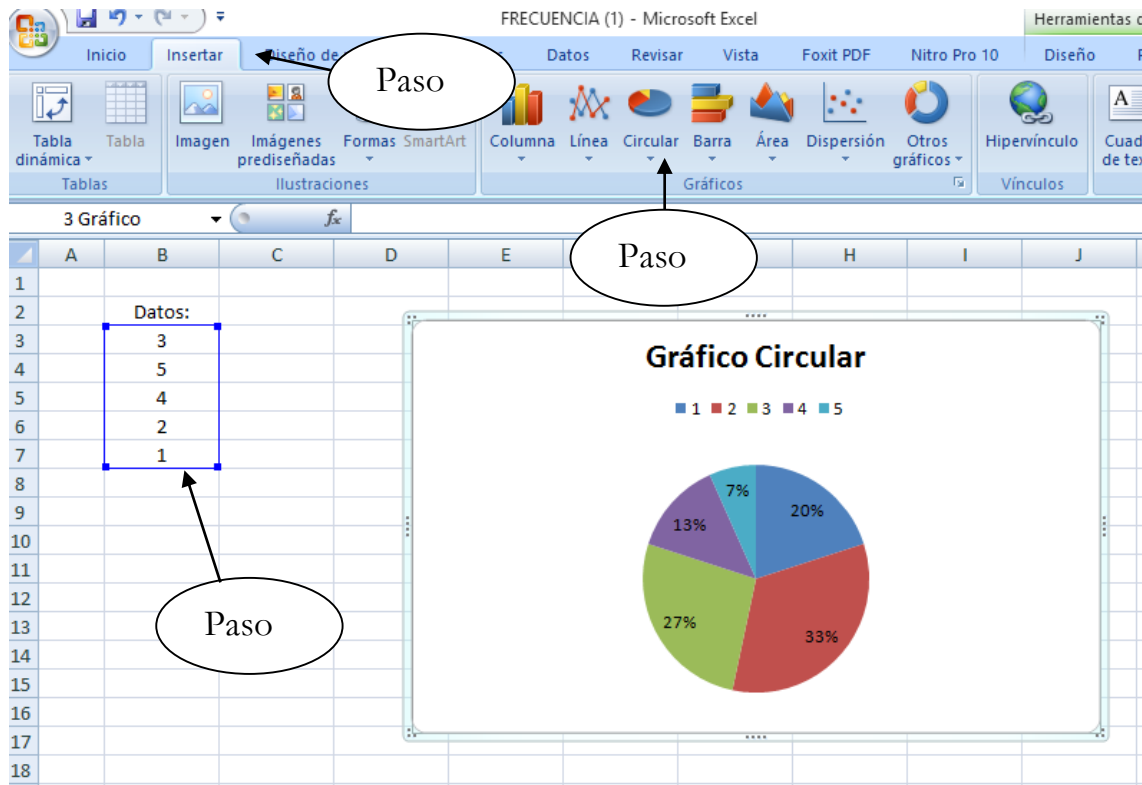 FRECUENCIA (1) - Microsoft Excel
Herramientas
Inicio Insertar Diseño Datos Revisar Vista Foxit PDF Nitro Pro 10 Diseño
Paso
Tabla dinámica
Tabla
Imagen
Imágenes prediseñadas
Formas
SmartArt
Columna
Línea
Circular
Barra
Área
Dispersión
Otros gráficos
Hipervínculo
A
Tablas Ilustraciones Gráficos Vínculos
3 Gráfico fx
Paso
A B C D E H I J
1
2 Datos:
3 3
4 5
5 4
6 2
7 1
8
9
10
11
12
13
14
15
16
17
18
Gráfico Circular
1 2 3 4 5
7%
20%
13%
27%
33%
Paso